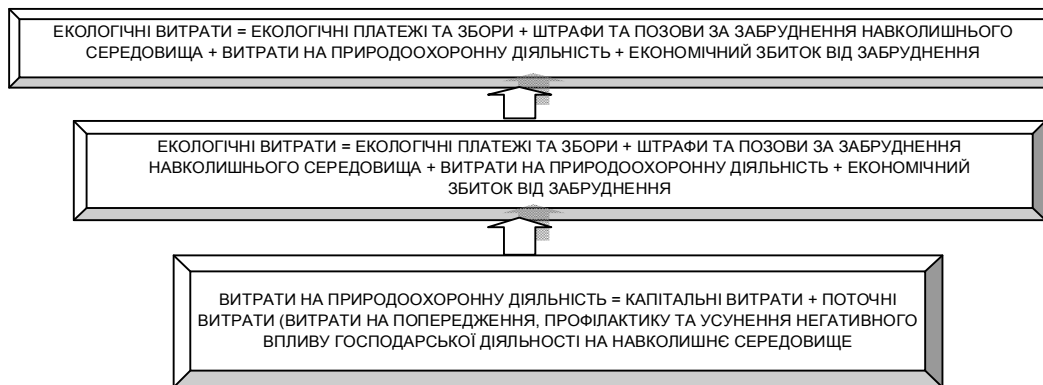 ЕКОЛОГІЧНІ ВИТРАТИ = ЕКОЛОГІЧНІ ПЛАТЕЖІ ТА ЗБОРИ + ШТРАФИ ТА ПОЗОВИ ЗА ЗАБРУДНЕННЯ НАВКОЛИШНЬОГО
СЕРЕДОВИЩА + ВИТРАТИ НА ПРИРОДООХОРОННУ ДІЯЛЬНІСТЬ + ЕКОНОМІЧНИЙ ЗБИТОК ВІД ЗАБРУДНЕННЯ
ЕКОЛОГІЧНІ ВИТРАТИ = ЕКОЛОГІЧНІ ПЛАТЕЖІ ТА ЗБОРИ + ШТРАФИ ТА ПОЗОВИ ЗА ЗАБРУДНЕННЯ
НАВКОЛИШНЬОГО СЕРЕДОВИЩА + ВИТРАТИ НА ПРИРОДООХОРОННУ ДІЯЛЬНІСТЬ + ЕКОНОМІЧНИЙ
ЗБИТОК ВІД ЗАБРУДНЕННЯ
ВИТРАТИ НА ПРИРОДООХОРОННУ ДІЯЛЬНІСТЬ = КАПІТАЛЬНІ ВИТРАТИ + ПОТОЧНІ
ВИТРАТИ (ВИТРАТИ НА ПОПЕРЕДЖЕННЯ, ПРОФІЛАКТИКУ ТА УСУНЕННЯ НЕГАТИВНОГО
ВПЛИВУ ГОСПОДАРСЬКОЇ ДІЯЛЬНОСТІ НА НАВКОЛИШНЄ СЕРЕДОВИЩЕ